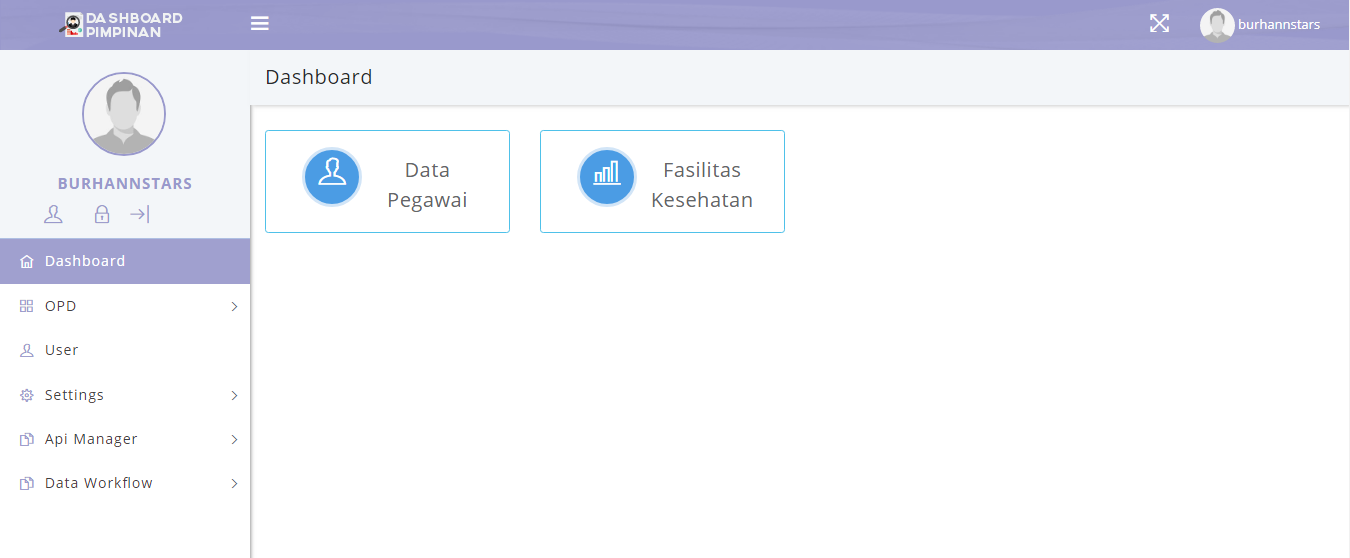 DASHBOARD
PIMPINAN
burhannstars
BURHANNSTARS
Dashboard
OPD
User
Settings
Api Manager
Data Workflow
Dashboard
Data
Pegawai
Fasilitas
Kesehatan